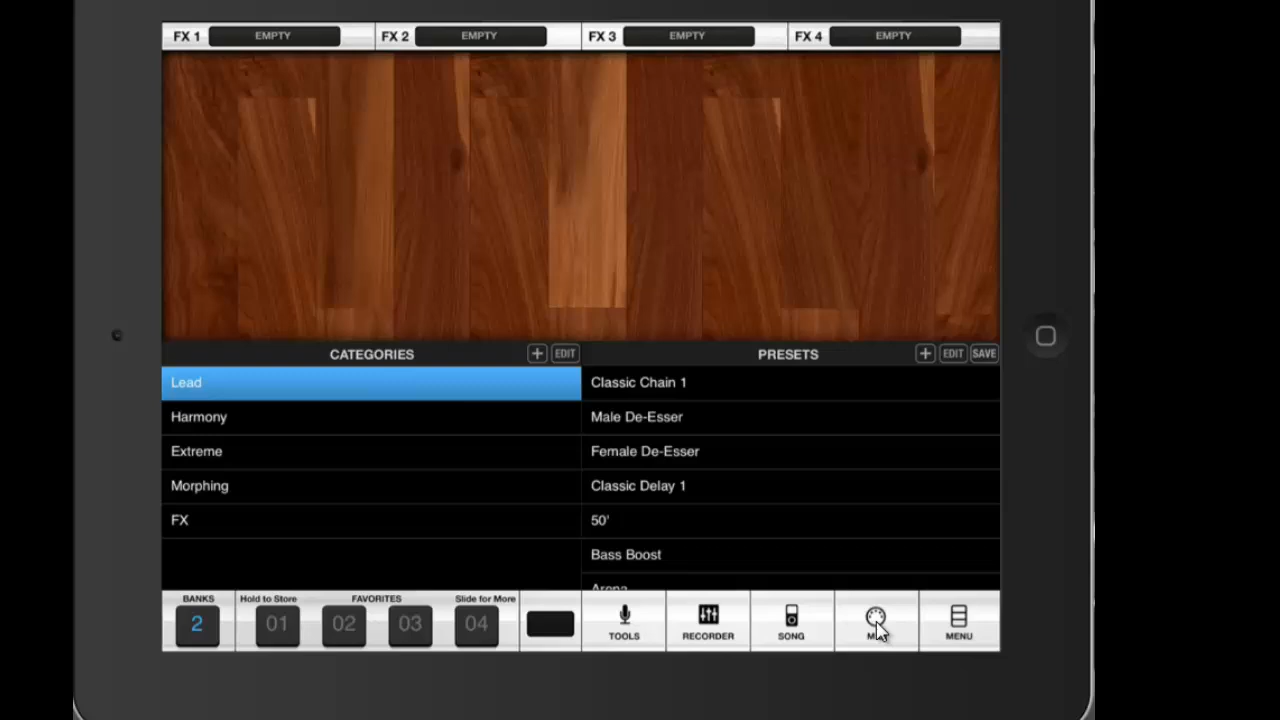 FX 1 EMPTY FX 2 EMPTY FX 3 EMPTY FX 4 EMPTY
CATEGORIES + EDIT PRESETS + EDIT SAVE
Lead Classic Chain 1
Harmony Male De-Esser
Extreme Female De-Esser
Morphing Classic Delay 1
FX 50'
Bass Boost
Arena
BANKS Hold to Store FAVORITES Slide for More
2 01 02 03 04
TOOLS RECORDER SONG MENU